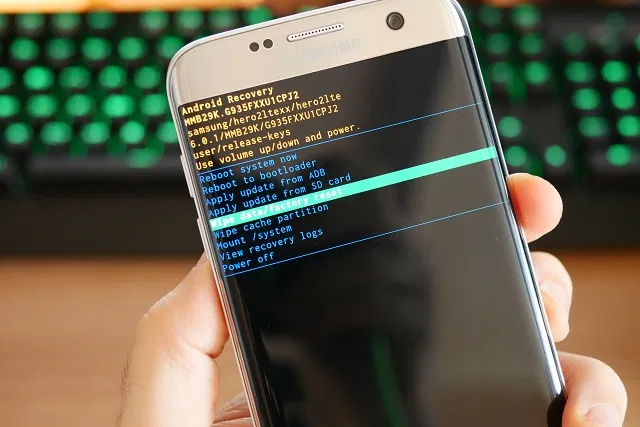 SAMSUNG
Android Recovery
MMB29K.G935FXXU1CPJ2
samsung/hero2ltexx/hero2lte
6.0.1/MMB29K/G935FXXU1CPJ2
user/release-keys
Use volume up/down and power.
Reboot system now
Reboot to bootloader
Apply update from ADB
Apply update from SD card
Wipe data/factory reset
Wipe cache partition
Mount /system
View recovery logs
Power off